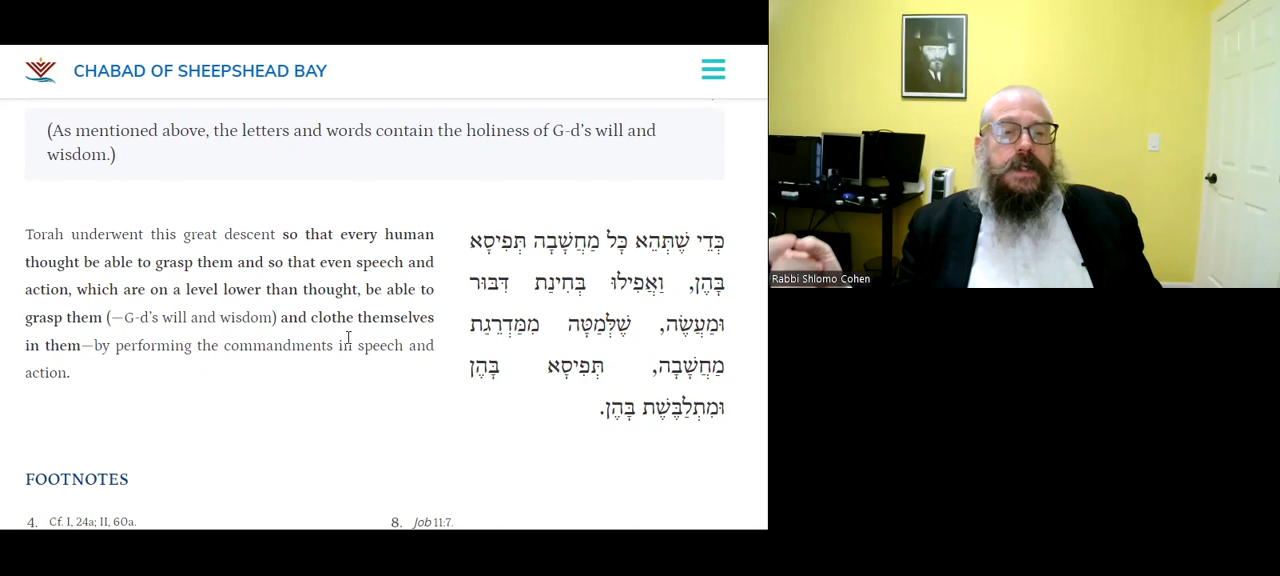 CHABAD OF SHEEPSHEAD BAY
(As mentioned above, the letters and words contain the holiness of G-d's will and
wisdom.)
Torah underwent this great descent so that every human
thought be able to grasp them and so that even speech and
action, which are on a level lower than thought, be able to
grasp them (—G-d's will and wisdom) and clothe themselves
in them—by performing the commandments in speech and
action.
כְּדֵי שֶׁתְּהֵא כָּל מַחֲשָׁבָה תְּפִיסָא
בָּהֶן, וַאֲפִילוּ בְּחִינַת דִּבּוּר
וּמַעֲשֶׂה, שֶׁלְּמַטָּה מִמַּדְרֵגַת
מַחֲשָׁבָה, תְּפִיסָא בָּהֶן
וּמִתְלַבֶּשֶׁת בָּהֶן.
FOOTNOTES
4. Cf. I, 24a; II, 60a.
8. Job 11:7.
Rabbi Shlomo Cohen